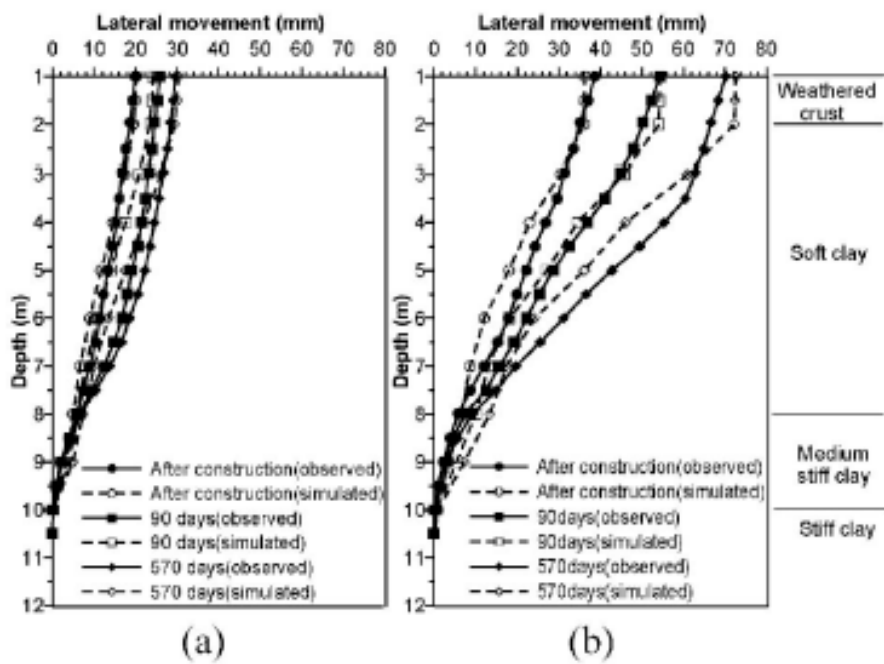 Lateral movement (mm)
0 10 20 30 40 50 60 70 80
1
2
3
4
5
6
7
8
9
10
11
12
Depth (m)
After construction(observed)
After construction(simulated)
90 days(observed)
90 days(simulated)
570 days(observed)
570 days(simulated)
(a)
Lateral movement (mm)
0 10 20 30 40 50 60 70 80
1
2
3
4
5
6
7
8
9
10
11
12
Depth (m)
After construction(observed)
After construction(simulated)
90days(observed)
90days(simulated)
570days(observed)
570days(simulated)
(b)
Weathered
crust
Soft clay
Medium
stiff clay
Stiff clay